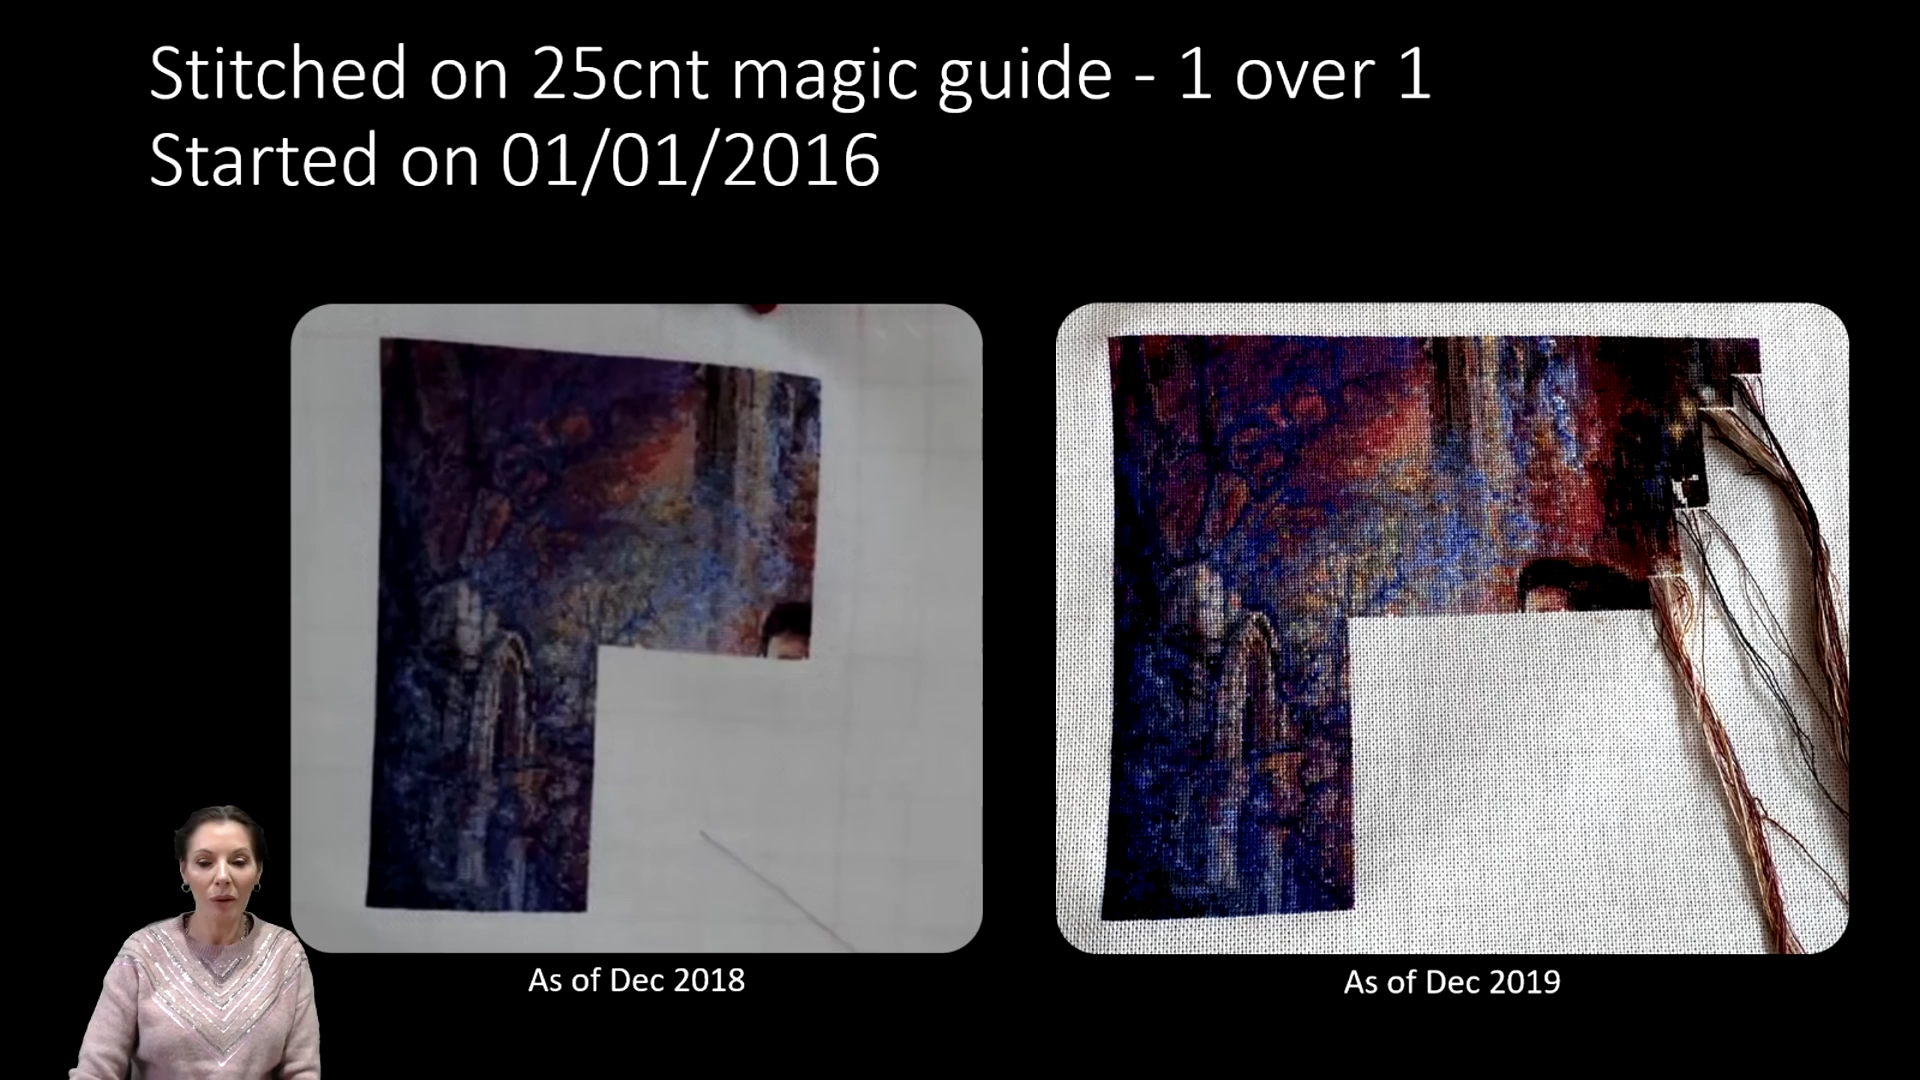 Stitched on 25cnt magic guide - 1 over 1
Started on 01/01/2016
As of Dec 2018
As of Dec 2019